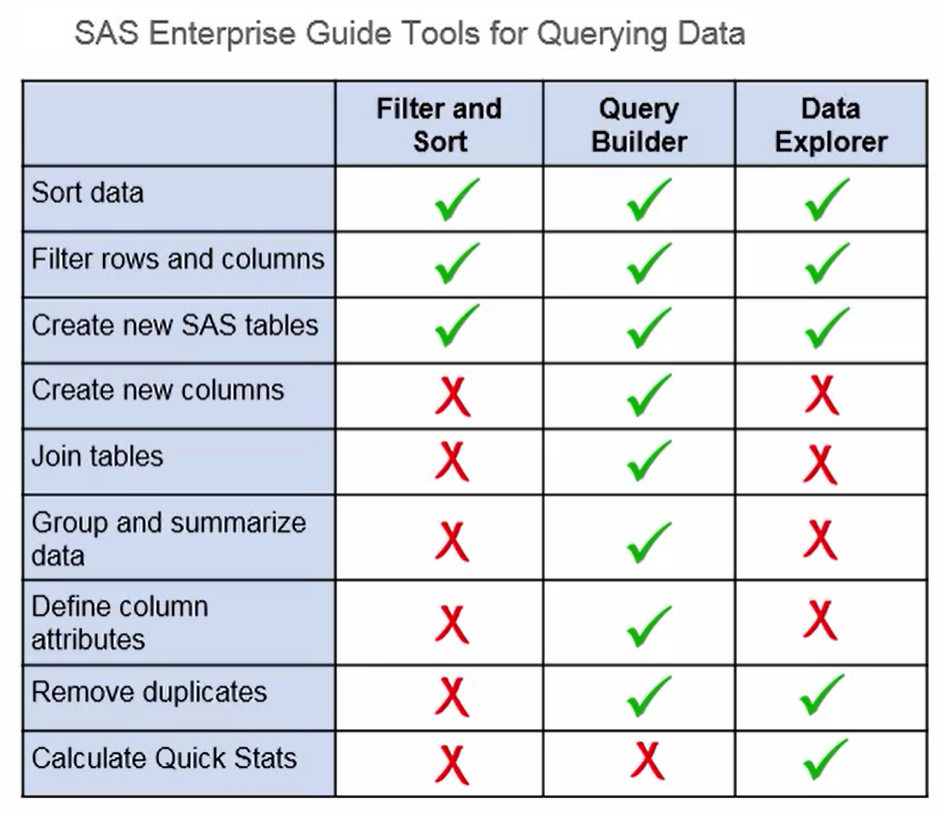 SAS Enterprise Guide Tools for Querying Data
Filter and
Sort
Query
Builder
Data
Explorer
Sort data
Filter rows and columns
Create new SAS tables
Create new columns
Join tables
Group and summarize
data
Define column
attributes
Remove duplicates
Calculate Quick Stats